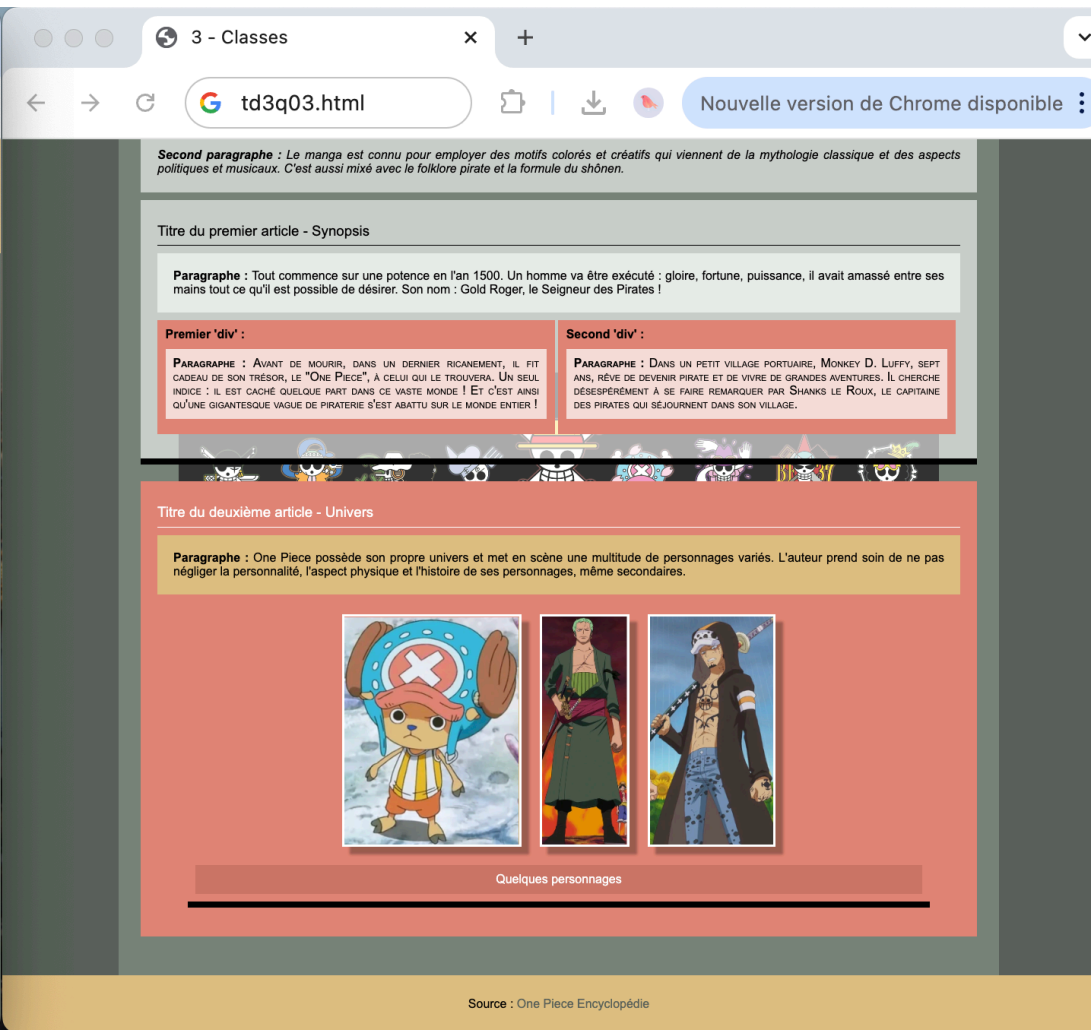 3 - Classes
td3q03.html
Nouvelle version de Chrome disponible
Second paragraphe : Le manga est connu pour employer des motifs colorés et créatifs qui viennent de la mythologie classique et des aspects
politiques et musicaux. C'est aussi mixé avec le folklore pirate et la formule du shônen.
Titre du premier article - Synopsis
Paragraphe : Tout commence sur une potence en l'an 1500. Un homme va être exécuté : gloire, fortune, puissance, il avait amassé entre ses
mains tout ce qu'il est possible de désirer. Son nom : Gold Roger, le Seigneur des Pirates !
Premier 'div' :
Paragraphe : Avant de mourir, dans un dernier ricanement, il fit
cadeau de son trésor, le "One Piece", à celui qui le trouvera. Un seul
indice : il est caché quelque part dans ce vaste monde ! Et c'est ainsi
qu'une gigantesque vague de piraterie s'est abattu sur le monde entier !
Second 'div' :
Paragraphe : Dans un petit village portuaire, Monkey D. Luffy, sept
ans, rêve de devenir pirate et de vivre de grandes aventures. Il cherche
désespérément à se faire remarquer par Shanks le Roux, le capitaine
des pirates qui séjournent dans son village.
Titre du deuxième article - Univers
Paragraphe : One Piece possède son propre univers et met en scène une multitude de personnages variés. L'auteur prend soin de ne pas
négliger la personnalité, l'aspect physique et l'histoire de ses personnages, même secondaires.
Quelques personnages
Source : One Piece Encyclopédie